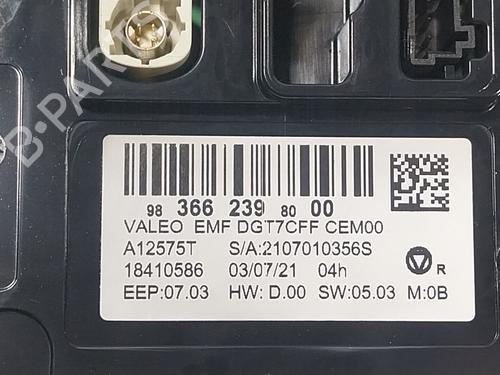 B-PARTS
98 366 239 80 00
VALEO EMF DGT7CFF CEM00
A12575T S/A:2107010356S
18410586 03/07/21 04h
R
EEP:07.03 HW: D.00 SW:05.03 M:0B